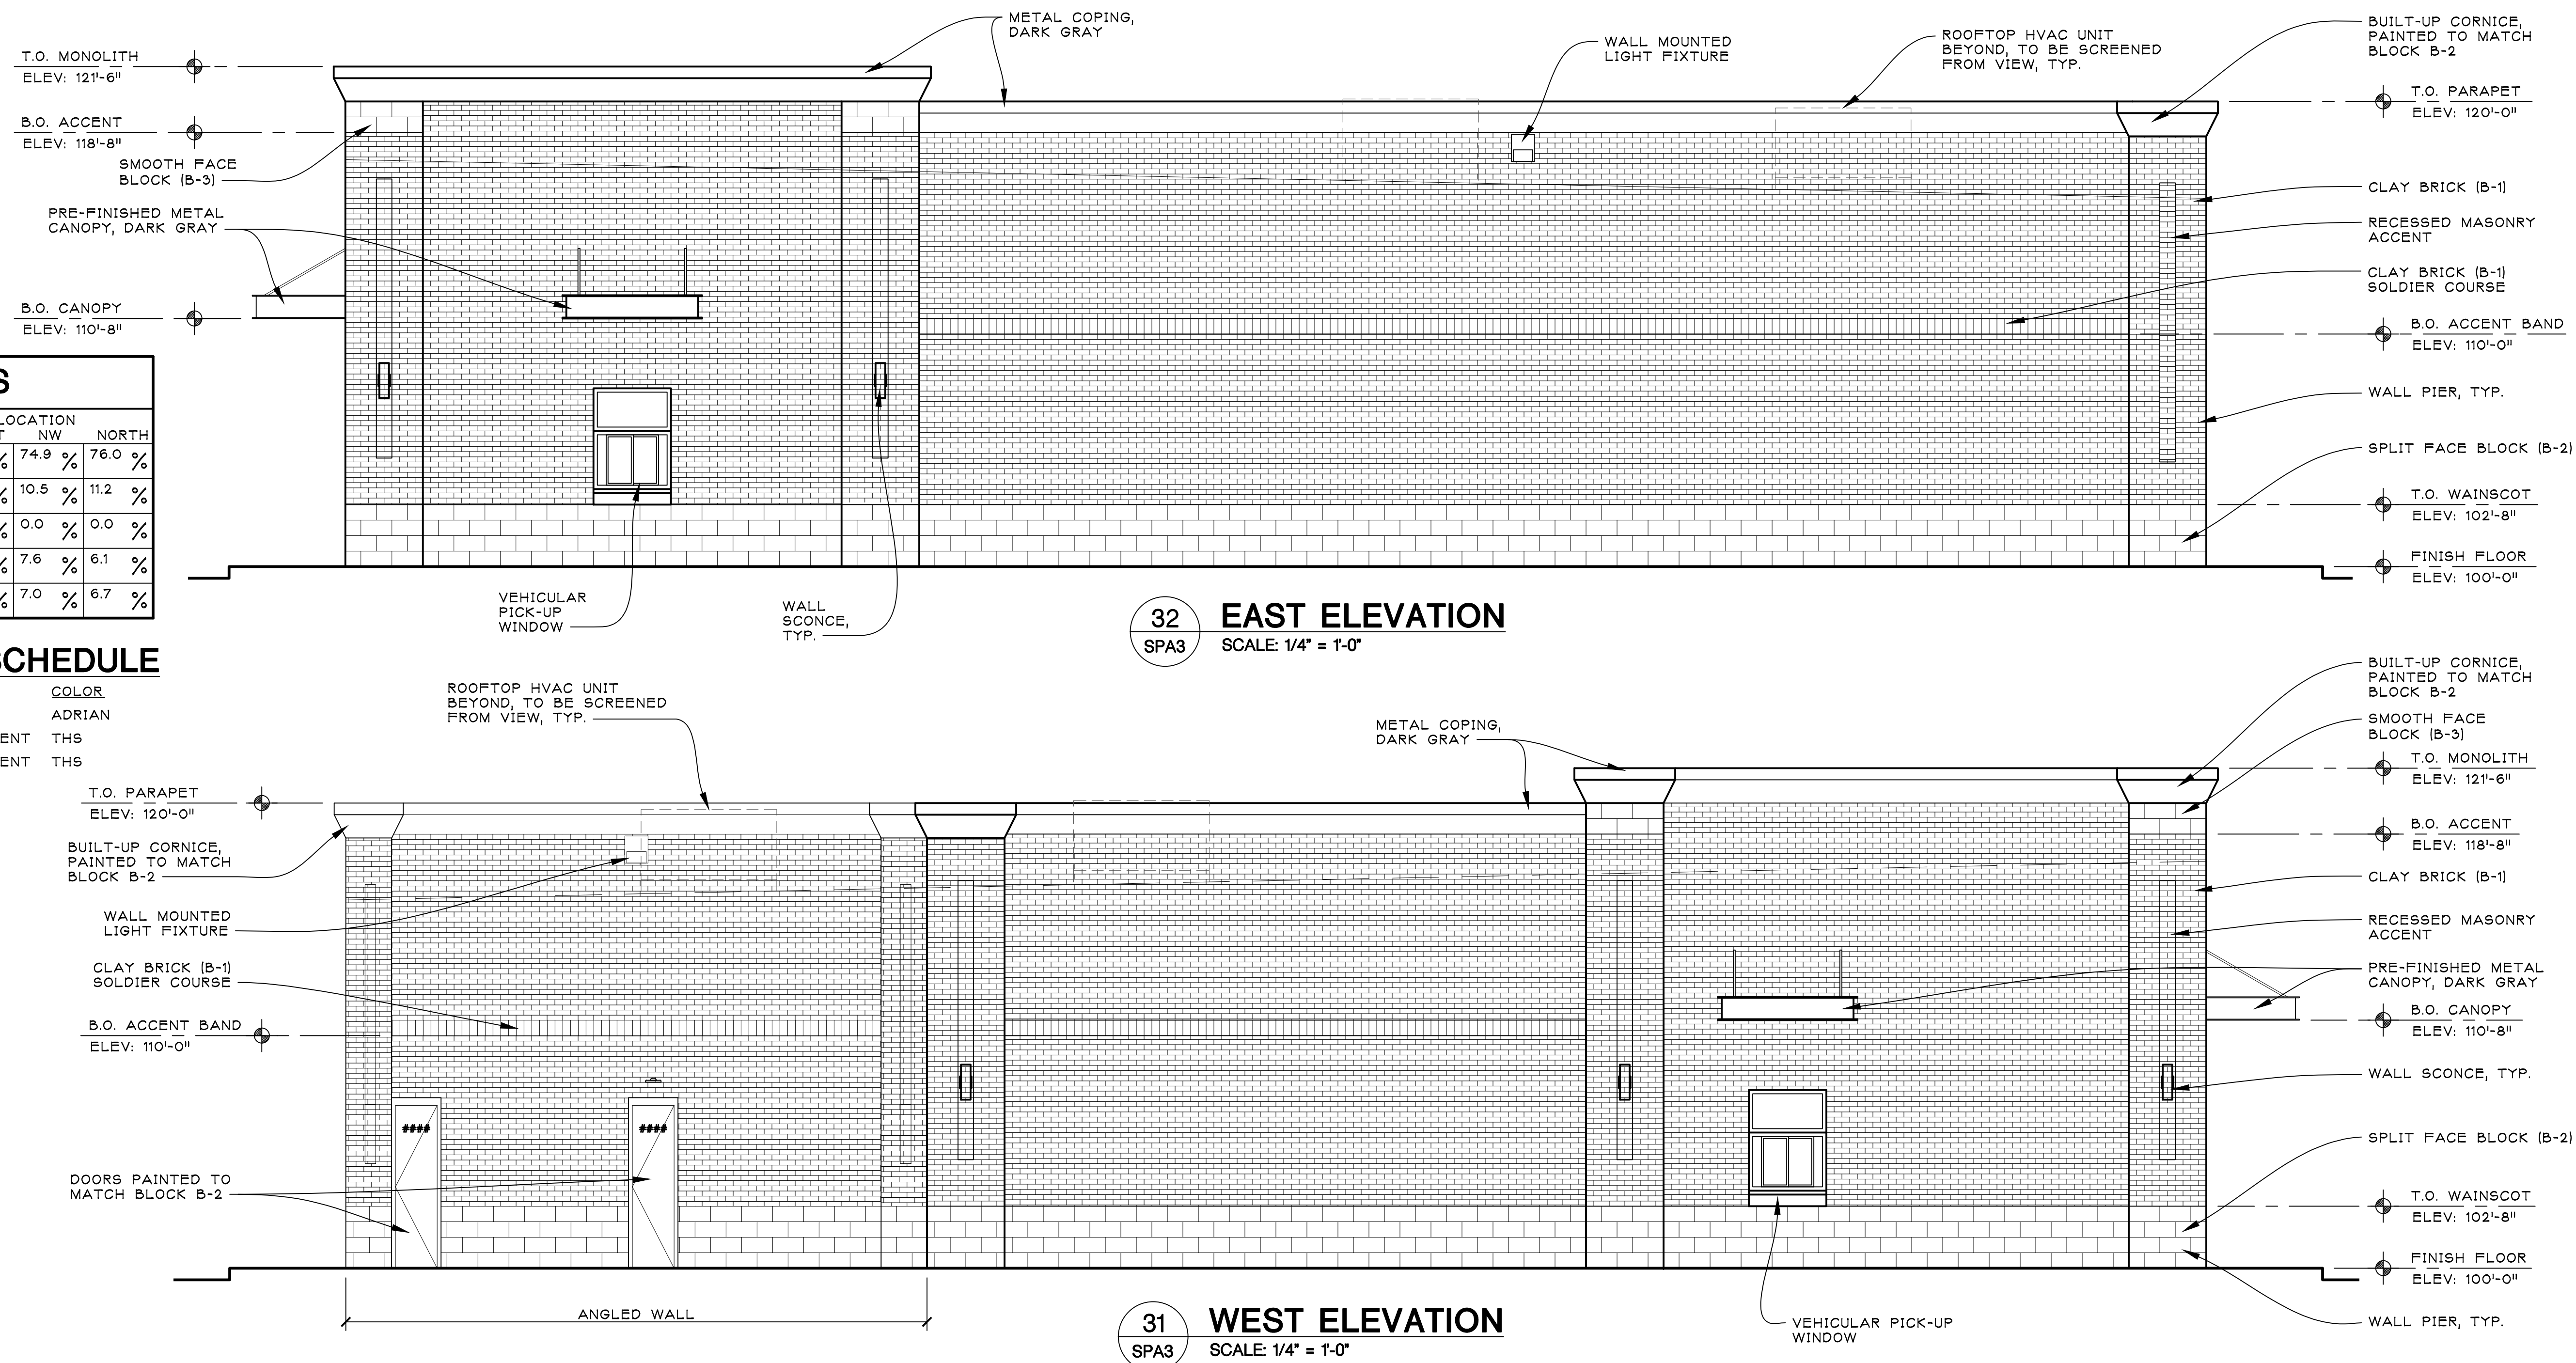 METAL COPING,
DARK GRAY
WALL MOUNTED
LIGHT FIXTURE
ROOFTOP HVAC UNIT
BEYOND, TO BE SCREENED
FROM VIEW, TYP.
BUILT-UP CORNICE,
PAINTED TO MATCH
BLOCK B-2
T.O. MONOLITH
ELEV: 121'-6"
B.O. ACCENT
ELEV: 118'-8"
SMOOTH FACE
BLOCK (B-3)
PRE-FINISHED METAL
CANOPY, DARK GRAY
B.O. CANOPY
ELEV: 110'-8"
T.O. PARAPET
ELEV: 120'-0"
CLAY BRICK (B-1)
RECESSED MASONRY
ACCENT
CLAY BRICK (B-1)
SOLDIER COURSE
B.O. ACCENT BAND
ELEV: 110'-0"
WALL PIER, TYP.
SPLIT FACE BLOCK (B-2)
T.O. WAINSCOT
ELEV: 102'-8"
FINISH FLOOR
ELEV: 100'-0"
S
LOCATION
T NW NORTH
% 74.9 % 76.0 %
% 10.5 % 11.2 %
% 0.0 % 0.0 %
% 7.6 % 6.1 %
% 7.0 % 6.7 %
VEHICULAR
PICK-UP
WINDOW
WALL
SCONCE,
TYP.
32
SPA3
EAST ELEVATION
SCALE: 1/4" = 1'-0"
SCHEDULE
COLOR
ADRIAN
ENT THS
ENT THS
ROOFTOP HVAC UNIT
BEYOND, TO BE SCREENED
FROM VIEW, TYP.
METAL COPING,
DARK GRAY
T.O. PARAPET
ELEV: 120'-0"
BUILT-UP CORNICE,
PAINTED TO MATCH
BLOCK B-2
WALL MOUNTED
LIGHT FIXTURE
CLAY BRICK (B-1)
SOLDIER COURSE
B.O. ACCENT BAND
ELEV: 110'-0"
DOORS PAINTED TO
MATCH BLOCK B-2
#### ####
BUILT-UP CORNICE,
PAINTED TO MATCH
BLOCK B-2
SMOOTH FACE
BLOCK (B-3)
T.O. MONOLITH
ELEV: 121'-6"
B.O. ACCENT
ELEV: 118'-8"
CLAY BRICK (B-1)
RECESSED MASONRY
ACCENT
PRE-FINISHED METAL
CANOPY, DARK GRAY
B.O. CANOPY
ELEV: 110'-8"
WALL SCONCE, TYP.
SPLIT FACE BLOCK (B-2)
T.O. WAINSCOT
ELEV: 102'-8"
FINISH FLOOR
ELEV: 100'-0"
WALL PIER, TYP.
ANGLED WALL
31
SPA3
WEST ELEVATION
SCALE: 1/4" = 1'-0"
VEHICULAR PICK-UP
WINDOW